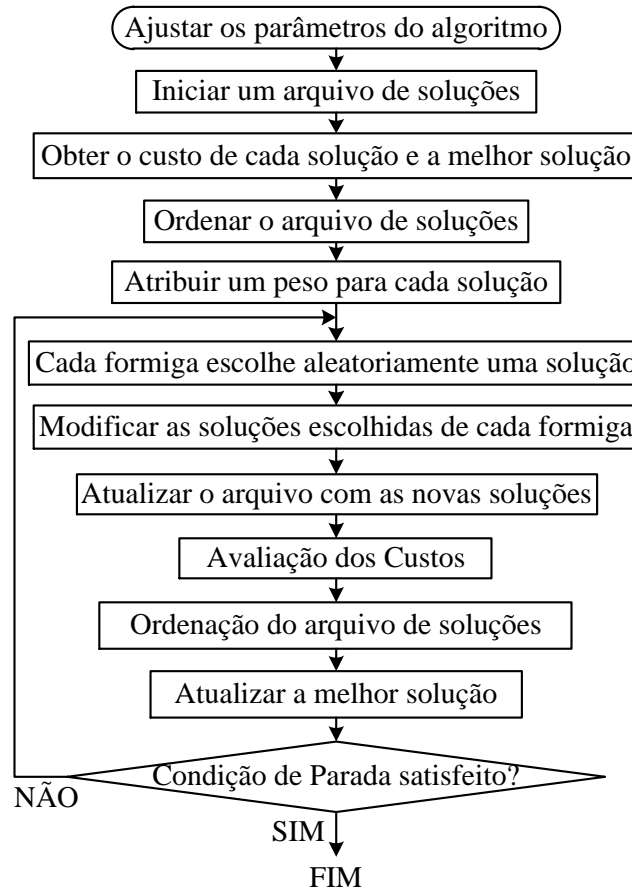 Ajustar os parâmetros do algoritmo
Iniciar um arquivo de soluções
Obter o custo de cada solução e a melhor solução
Ordenar o arquivo de soluções
Atribuir um peso para cada solução
Cada formiga escolhe aleatoriamente uma solução
Modificar as soluções escolhidas de cada formiga
Atualizar o arquivo com as novas soluções
Avaliação dos Custos
Ordenação do arquivo de soluções
Atualizar a melhor solução
Condição de Parada satisfeito?
NÃO
SIM
FIM